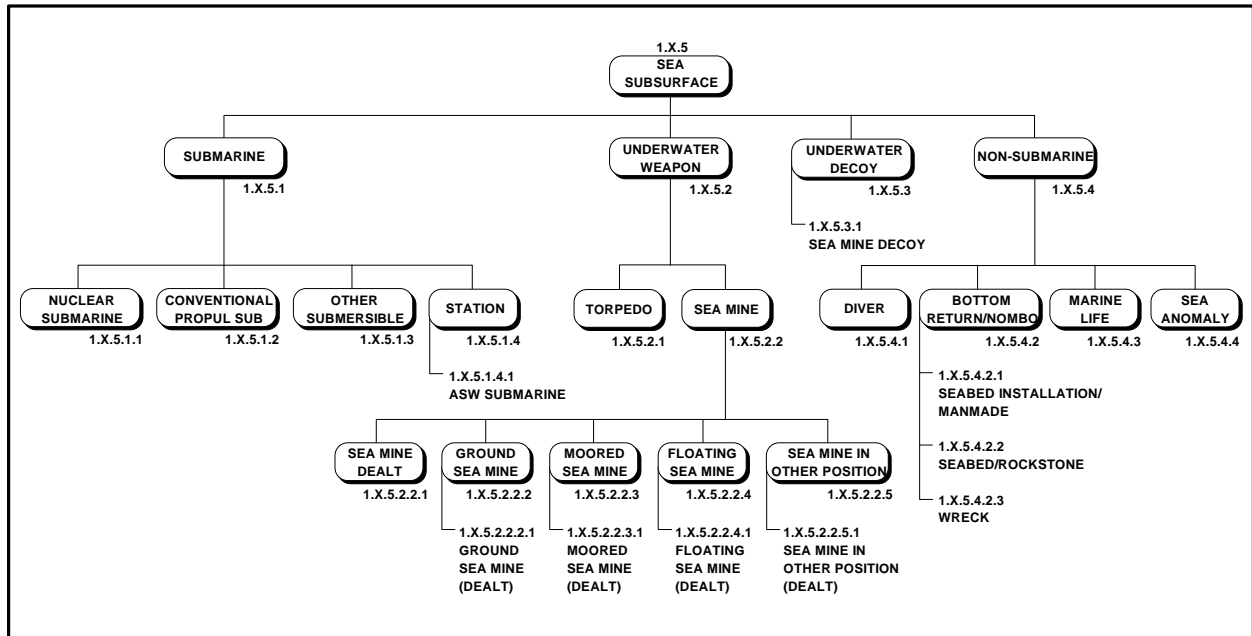 1.X.5
SEA
SUBSURFACE
SUBMARINE
1.X.5.1
UNDERWATER
WEAPON
1.X.5.2
UNDERWATER
DECOY
1.X.5.3
NON-SUBMARINE
1.X.5.4
1.X.5.3.1
SEA MINE DECOY
NUCLEAR
SUBMARINE
1.X.5.1.1
CONVENTIONAL
PROPUL SUB
1.X.5.1.2
OTHER
SUBMERSIBLE
1.X.5.1.3
STATION
1.X.5.1.4
1.X.5.1.4.1
ASW SUBMARINE
TORPEDO
1.X.5.2.1
SEA MINE
1.X.5.2.2
DIVER
1.X.5.4.1
BOTTOM
RETURN/NOMBO
1.X.5.4.2
MARINE
LIFE
1.X.5.4.3
SEA
ANOMALY
1.X.5.4.4
1.X.5.4.2.1
SEABED INSTALLATION/
MANMADE
1.X.5.4.2.2
SEABED/ROCKSTONE
1.X.5.4.2.3
WRECK
SEA MINE
DEALT
1.X.5.2.2.1
GROUND
SEA MINE
1.X.5.2.2.2
MOORED
SEA MINE
1.X.5.2.2.3
FLOATING
SEA MINE
1.X.5.2.2.4
SEA MINE IN
OTHER POSITION
1.X.5.2.2.5
1.X.5.2.2.2.1
GROUND
SEA MINE
(DEALT)
1.X.5.2.2.3.1
MOORED
SEA MINE
(DEALT)
1.X.5.2.2.4.1
FLOATING
SEA MINE
(DEALT)
1.X.5.2.2.5.1
SEA MINE IN
OTHER POSITION
(DEALT)